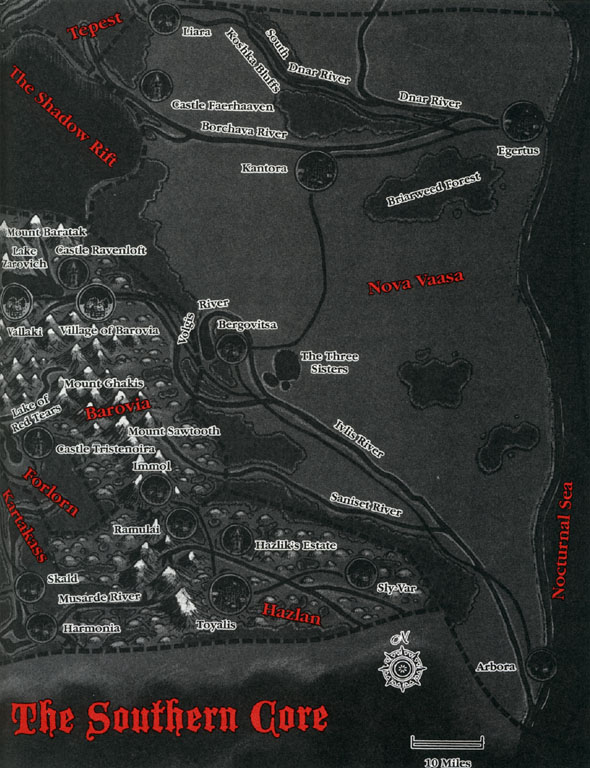 Tepest
Liara
South
Koshka Bluffs
Dnar River
Dnar River
The Shadow Rift
Castle Faerhaaven
Borchava River
Egertus
Kantora
Briarweed Forest
Mount Baratak
Lake
Zarovich
Castle Ravenloft
Nova Vaasa
Vallaki
Village of Barovia
Volgis
River
Bergovitsa
The Three
Sisters
Mount Ghakis
Lake of
Red Tears
Barovia
Mount Sawtooth
Ivlis River
Castle Tristenoira
Immol
Forlorn
Saniset River
Kartakass
Ramulai
Hazlik's Estate
Nocturnal Sea
Skald
Sly-Var
Musarde River
Hazlan
Harmonia
Toyalis
N
Arbora
The Southern Core
10 Miles